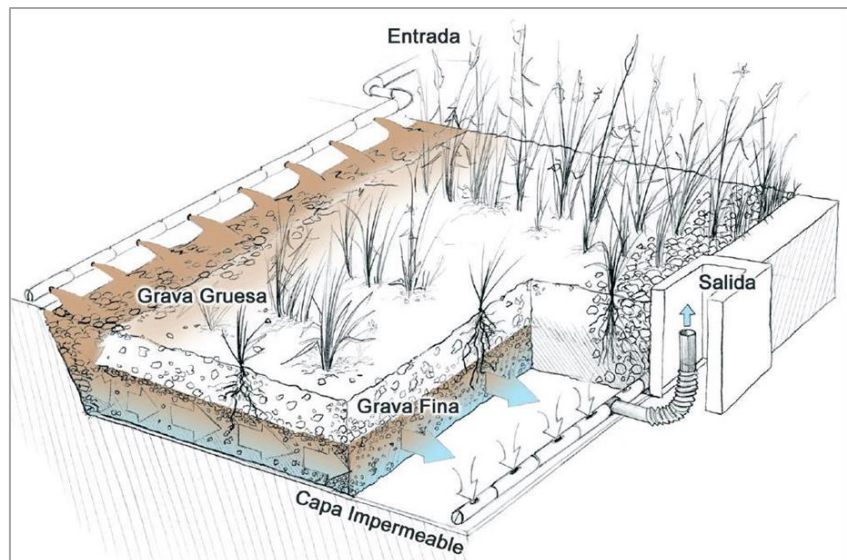 Entrada
Salida
Grava Gruesa
Grava Fina
Capa Impermeable